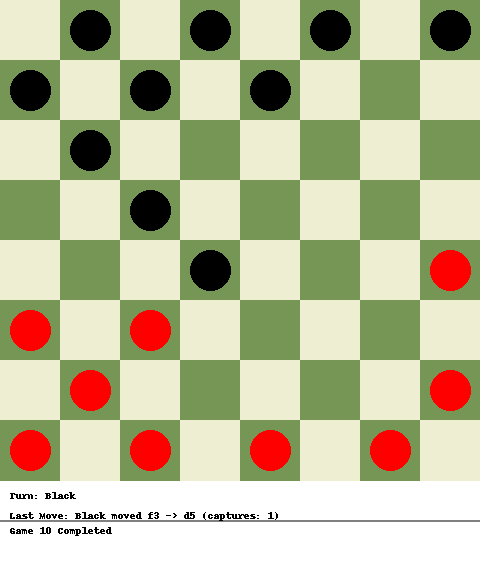 Turn: Black
Last Move: Black moved f3 -> d5 (captures: 1)
Game 10 Completed